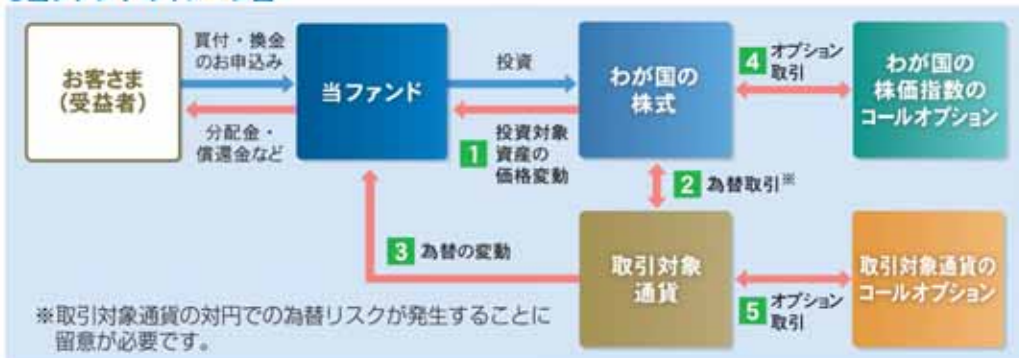 買付・換金
のお申込み
お客さま
（受益者）
分配金・
償還金など
当ファンド
投資
1 投資対象
資産の
価格変動
わが国の
株式
4 オプション
取引
わが国の
株価指数の
コールオプション
2 為替取引※
3 為替の変動
取引対象
通貨
5 オプション
取引
取引対象通貨の
コールオプション
※取引対象通貨の対円での為替リスクが発生することに
留意が必要です。